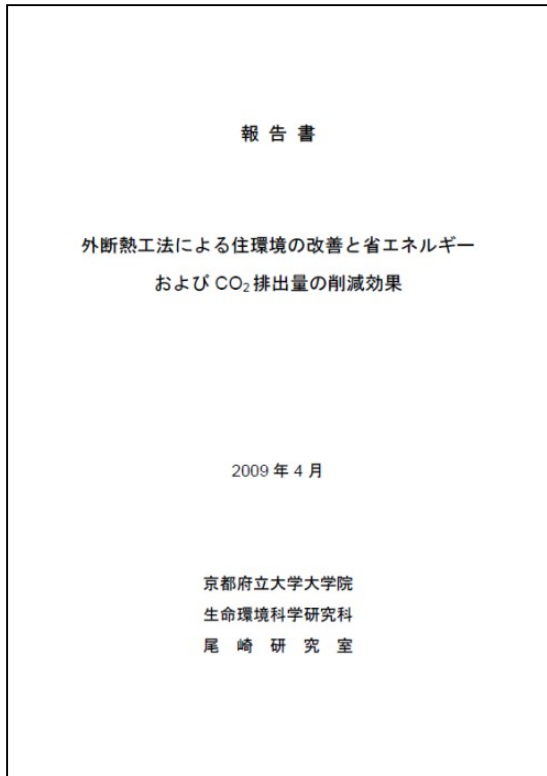 報 告 書
外断熱工法による住環境の改善と省エネルギー
および CO₂ 排出量の削減効果
2009 年 4 月
京都府立大学大学院
生命環境科学研究科
尾 崎 研 究 室